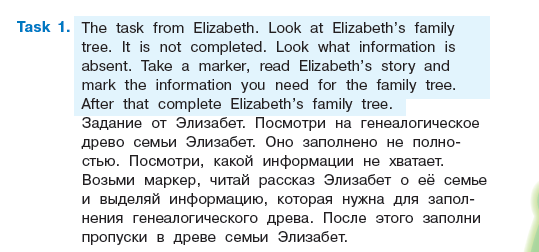 Task 1. The task from Elizabeth. Look at Elizabeth's family
tree. It is not completed. Look what information is
absent. Take a marker, read Elizabeth's story and
mark the information you need for the family tree.
After that complete Elizabeth's family tree.
Задание от Элизабет. Посмотри на генеалогическое
древо семьи Элизабет. Оно заполнено не полно-
стью. Посмотри, какой информации не хватает.
Возьми маркер, читай рассказ Элизабет о её семье
и выделяй информацию, которая нужна для запол-
нения генеалогического древа. После этого заполни
пропуски в древе семьи Элизабет.